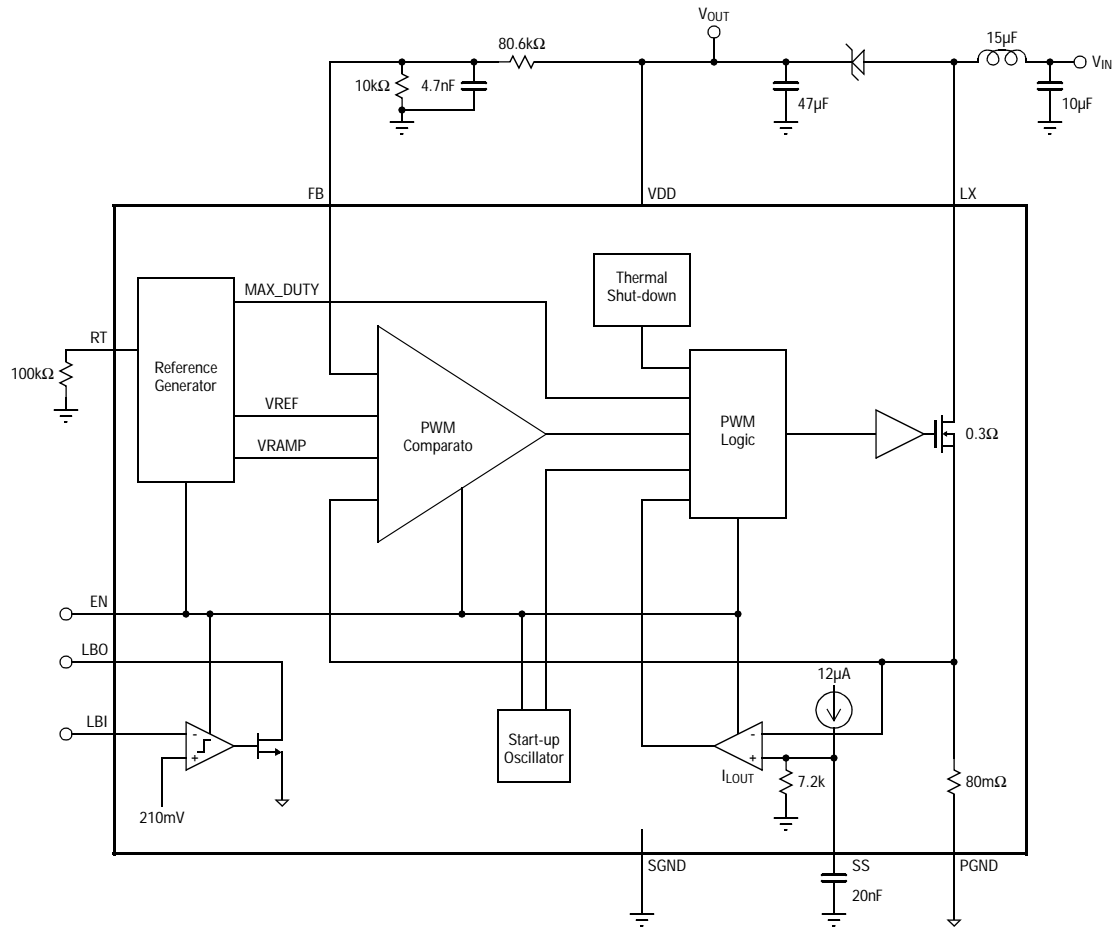 VOUT
80.6kΩ
15µF
VIN
10kΩ
4.7nF
47µF
10µF
FB
VDD
LX
Thermal
Shut-down
MAX_DUTY
RT
100kΩ
Reference
Generator
VREF
VRAMP
PWM
Comparato
PWM
Logic
0.3Ω
EN
LBO
LBI
-
+
210mV
Start-up
Oscillator
12µA
-
+
ILOUT
7.2k
80mΩ
SGND
SS
PGND
20nF